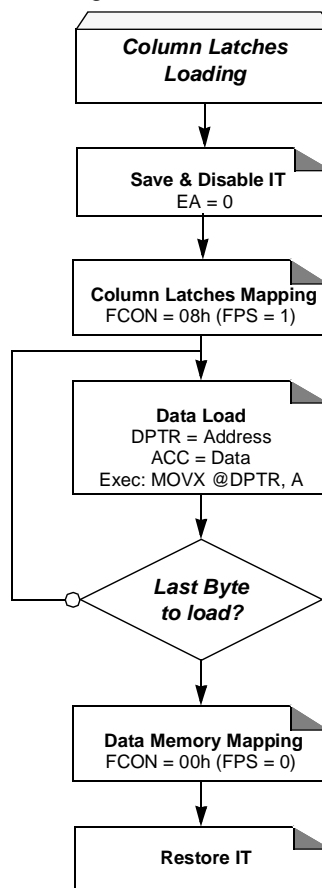 Column Latches
Loading
Save & Disable IT
EA = 0
Column Latches Mapping
FCON = 08h (FPS = 1)
Data Load
DPTR = Address
ACC = Data
Exec: MOVX @DPTR, A
Last Byte
to load?
Data Memory Mapping
FCON = 00h (FPS = 0)
Restore IT